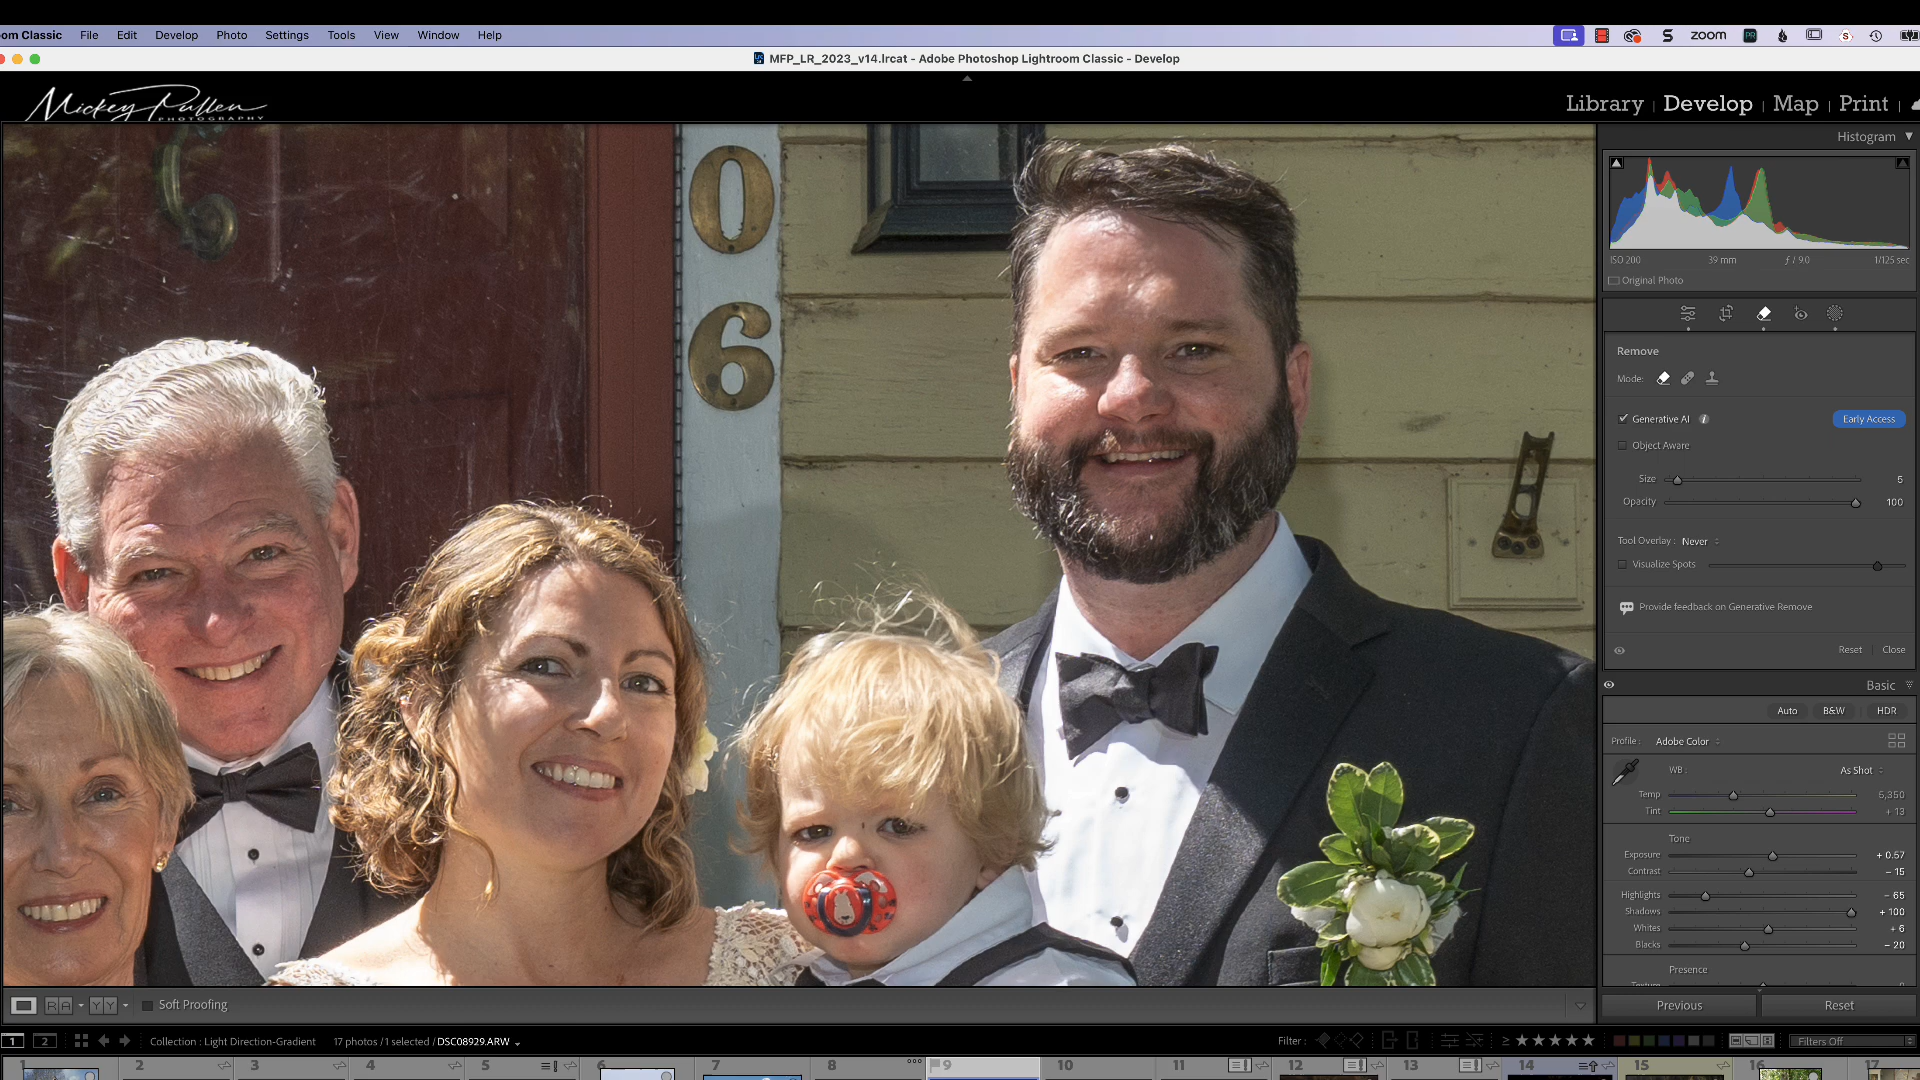 om Classic File Edit Develop Photo Settings Tools View Window Help zoom
MFP_LR_2023_v14.lrcat - Adobe Photoshop Lightroom Classic - Develop
Mickey Pullen
PHOTOGRAPHY
Library | Develop | Map | Print |
Histogram
ISO 200 39 mm ƒ / 9.0 1/125 sec
Original Photo
0
6
Remove
Mode:
Generative AI Early Access
Object Aware
Size 5
Opacity 100
Tool Overlay : Never
Visualize Spots
Provide feedback on Generative Remove
Reset Close
Basic
Auto B&W HDR
Profile : Adobe Color
WB : As Shot
Temp 5,350
Tint + 13
Tone
Exposure + 0.57
Contrast – 15
Highlights – 65
Shadows + 100
Whites + 6
Blacks – 20
Presence
R A Y Y Soft Proofing
Previous Reset
1 2 Collection : Light Direction-Gradient 17 photos / 1 selected / DSC08929.ARW Filter : ≥ ★★★★★ Filters Off
1 2 3 4 5 6 7 8 9 10 11 12 13 14 15 16 17